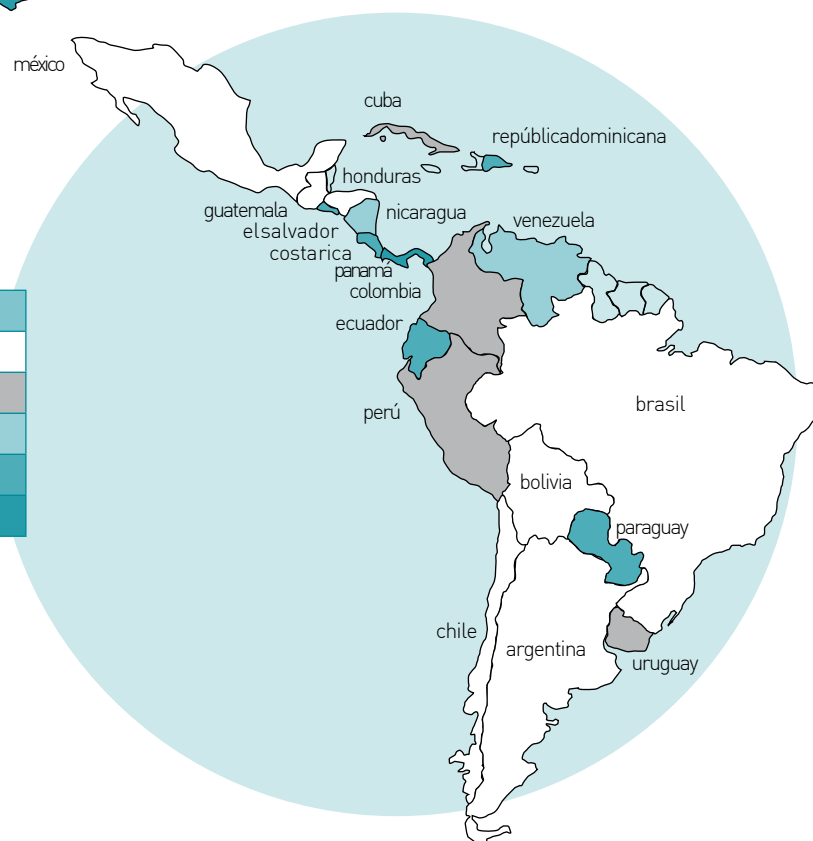 méxico
cuba
repúblicadominicana
honduras
guatemala
nicaragua
elsalvador
venezuela
costarica
panamá
colombia
ecuador
perú
brasil
bolivia
paraguay
chile
argentina
uruguay